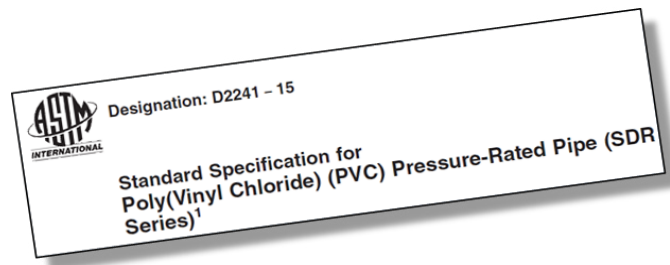 ASTM
INTERNATIONAL
Designation: D2241 – 15
Standard Specification for
Poly(Vinyl Chloride) (PVC) Pressure-Rated Pipe (SDR
Series)¹